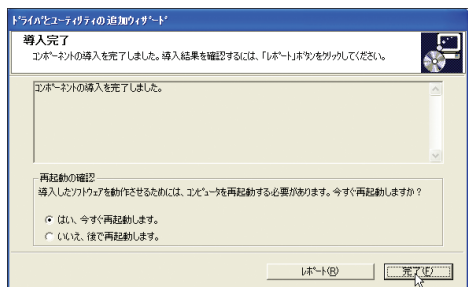 ﾄﾞﾗｲﾊﾞとﾕｰﾃｨﾘﾃｨの追加ｳｨｻﾞｰﾄﾞ
導入完了
ｺﾝﾎﾟｰﾈﾝﾄの導入を完了しました。導入結果を確認するには、「ﾚﾎﾟｰﾄ」ﾎﾞﾀﾝをｸﾘｯｸしてください。
ｺﾝﾎﾟｰﾈﾝﾄの導入を完了しました。
再起動の確認
導入したｿﾌﾄｳｪｱを動作させるためには、ｺﾝﾋﾟｭｰﾀを再起動する必要があります。今すぐ再起動しますか？
はい、今すぐ再起動します。
いいえ、後で再起動します。
ﾚﾎﾟｰﾄ(R) 完了(F)